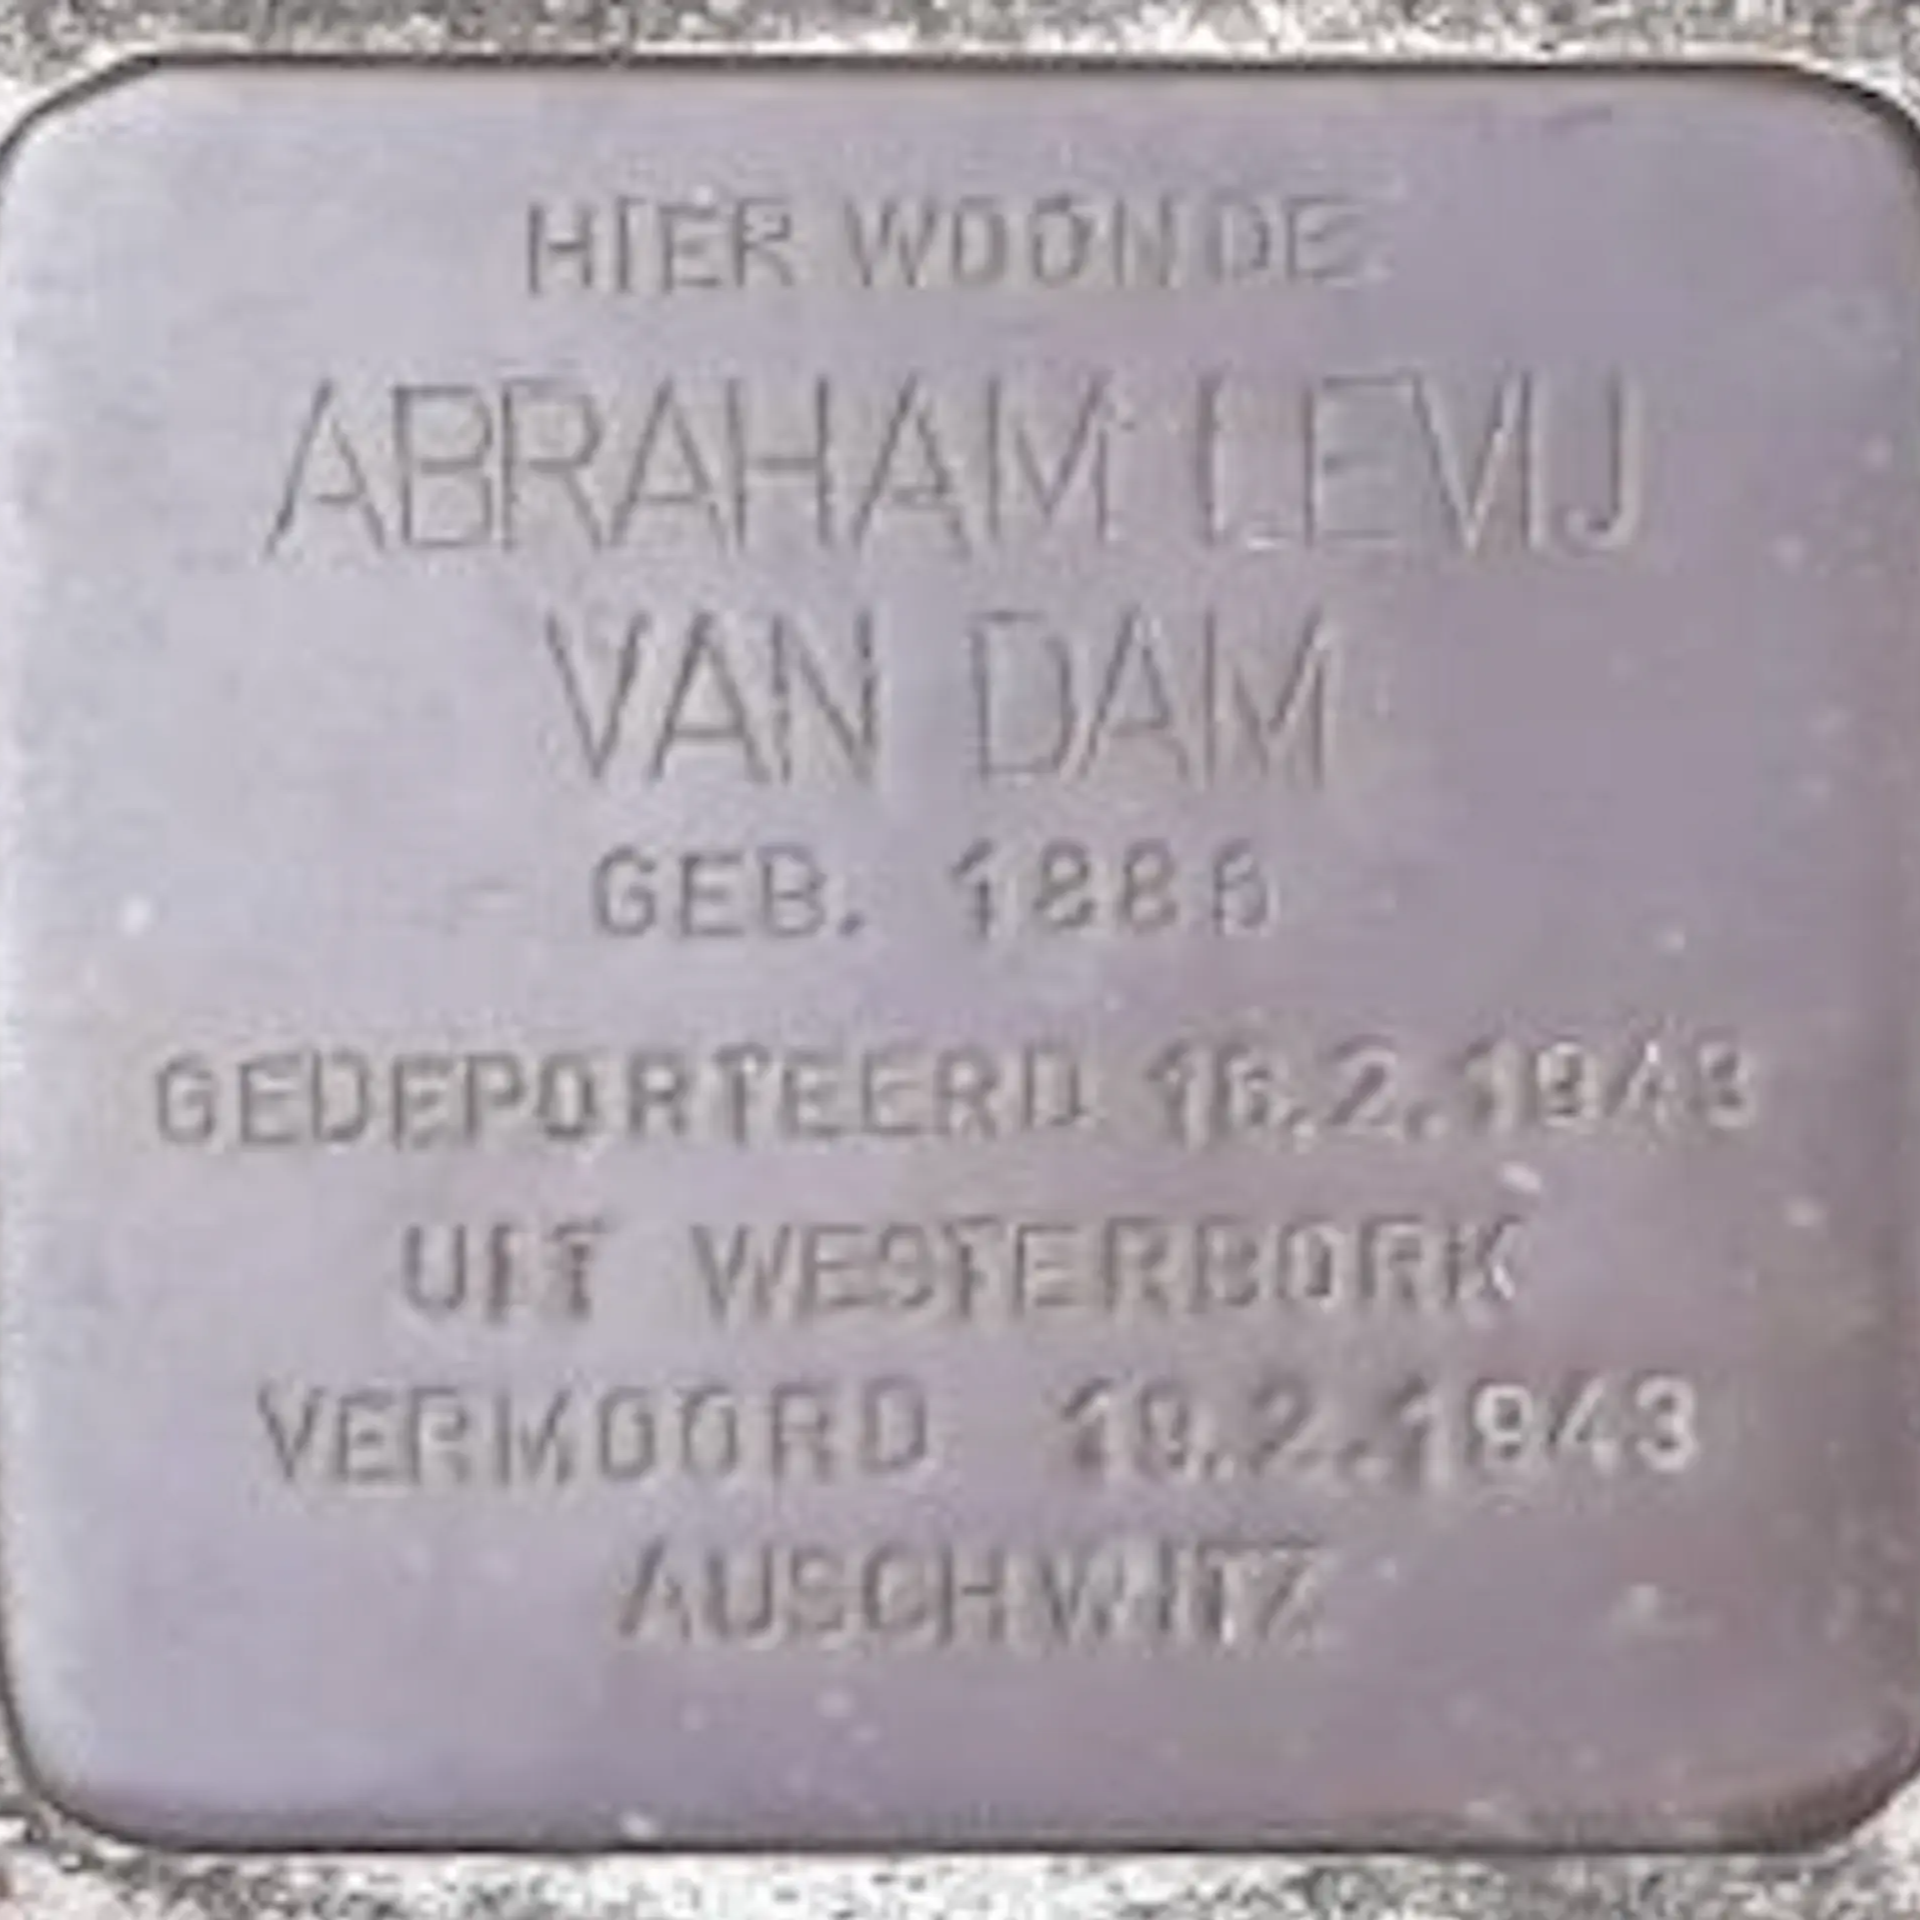 HIER WOONDE
ABRAHAM LEVIJ
VAN DAM
GEB. 1886
GEDEPORTEERD 16.2.1943
UIT WESTERBORK
VERMOORD 19.2.1943
AUSCHWITZ